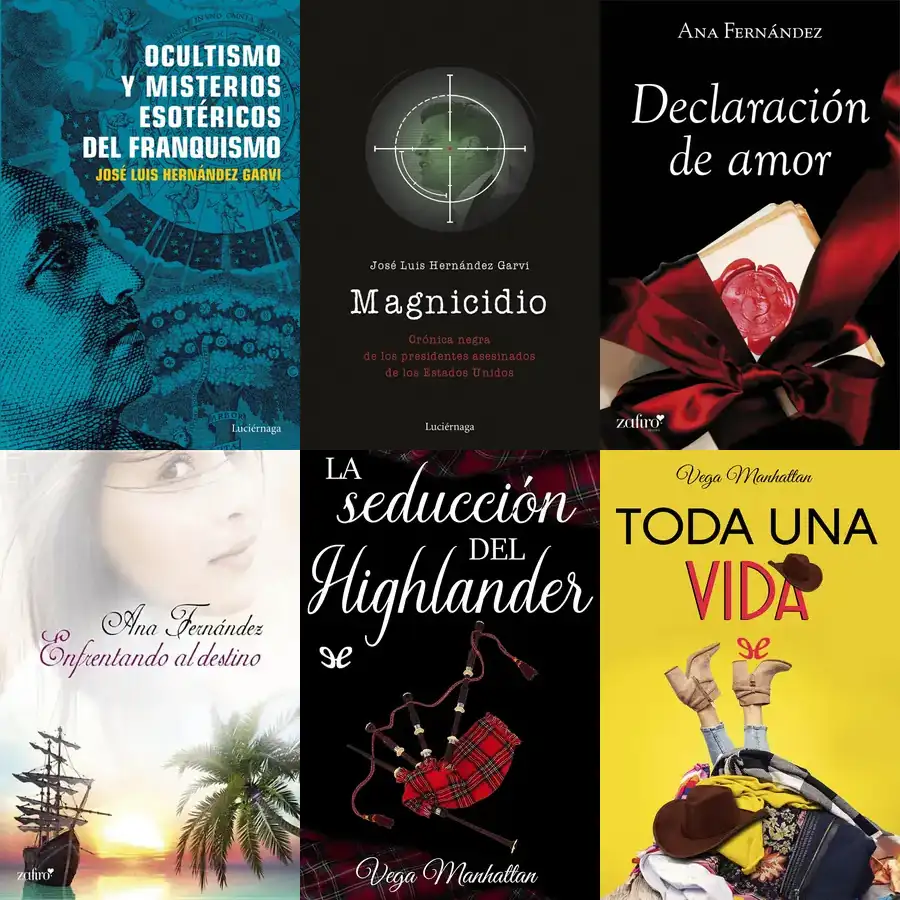 OCULTISMO
Y MISTERIOS
ESOTÉRICOS
DEL FRANQUISMO
JOSÉ LUIS HERNÁNDEZ GARVI
Luciérnaga
José Luis Hernández Garvi
Magnicidio
Crónica negra
de los presidentes asesinados
de los Estados Unidos
Luciérnaga
Ana Fernández
Declaración
de amor
zafiro
Ana Fernández
Enfrentando al destino
zafiro
LA
seducción
DEL
Highlander
Vega Manhattan
Vega Manhattan
TODA UNA
VIDA